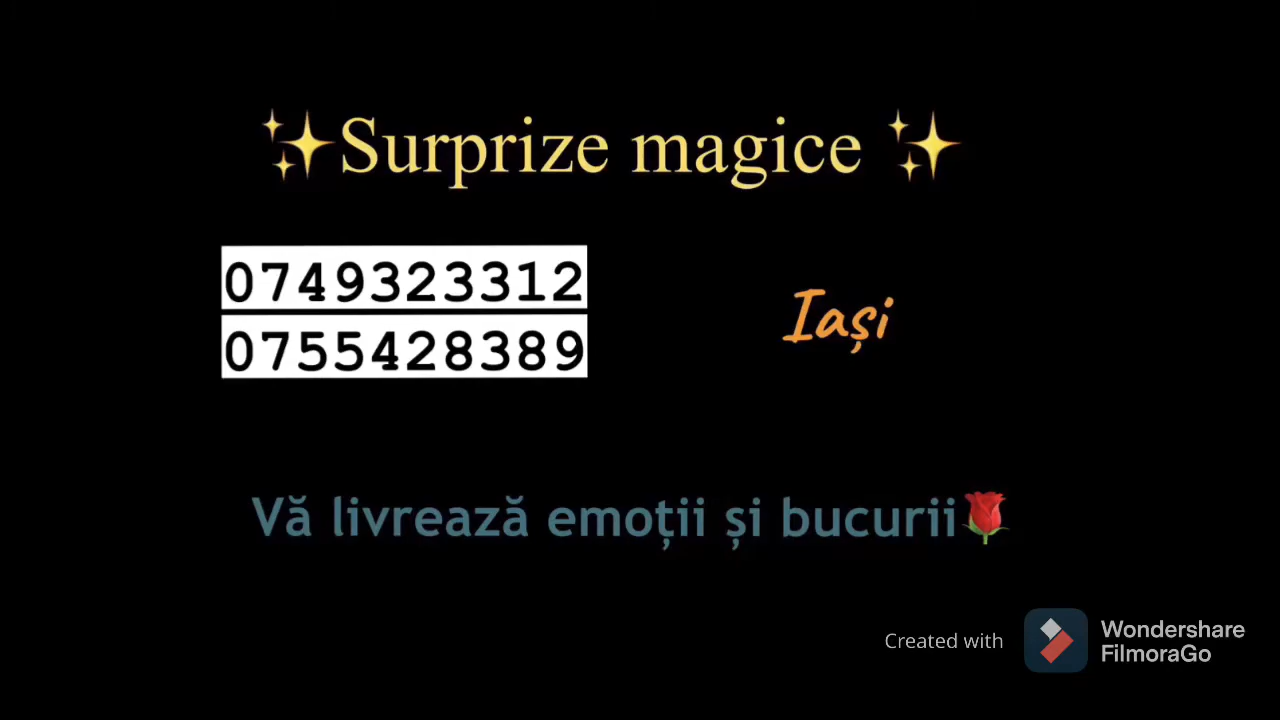 ✨Surprize magice ✨
0749323312
0755428389
Iași
Vă livrează emoții și bucurii🌹
Created with
Wondershare
FilmoraGo